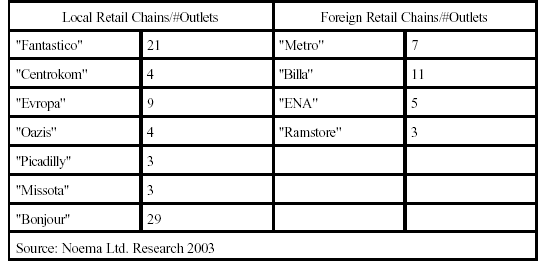 Local Retail Chains/#Outlets Foreign Retail Chains/#Outlets
"Fantastico" 21 "Metro" 7
"Centrokom" 4 "Billa" 11
"Evropa" 9 "ENA" 5
"Oazis" 4 "Ramstore" 3
"Picadilly" 3
"Missota" 3
"Bonjour" 29
Source: Noema Ltd. Research 2003